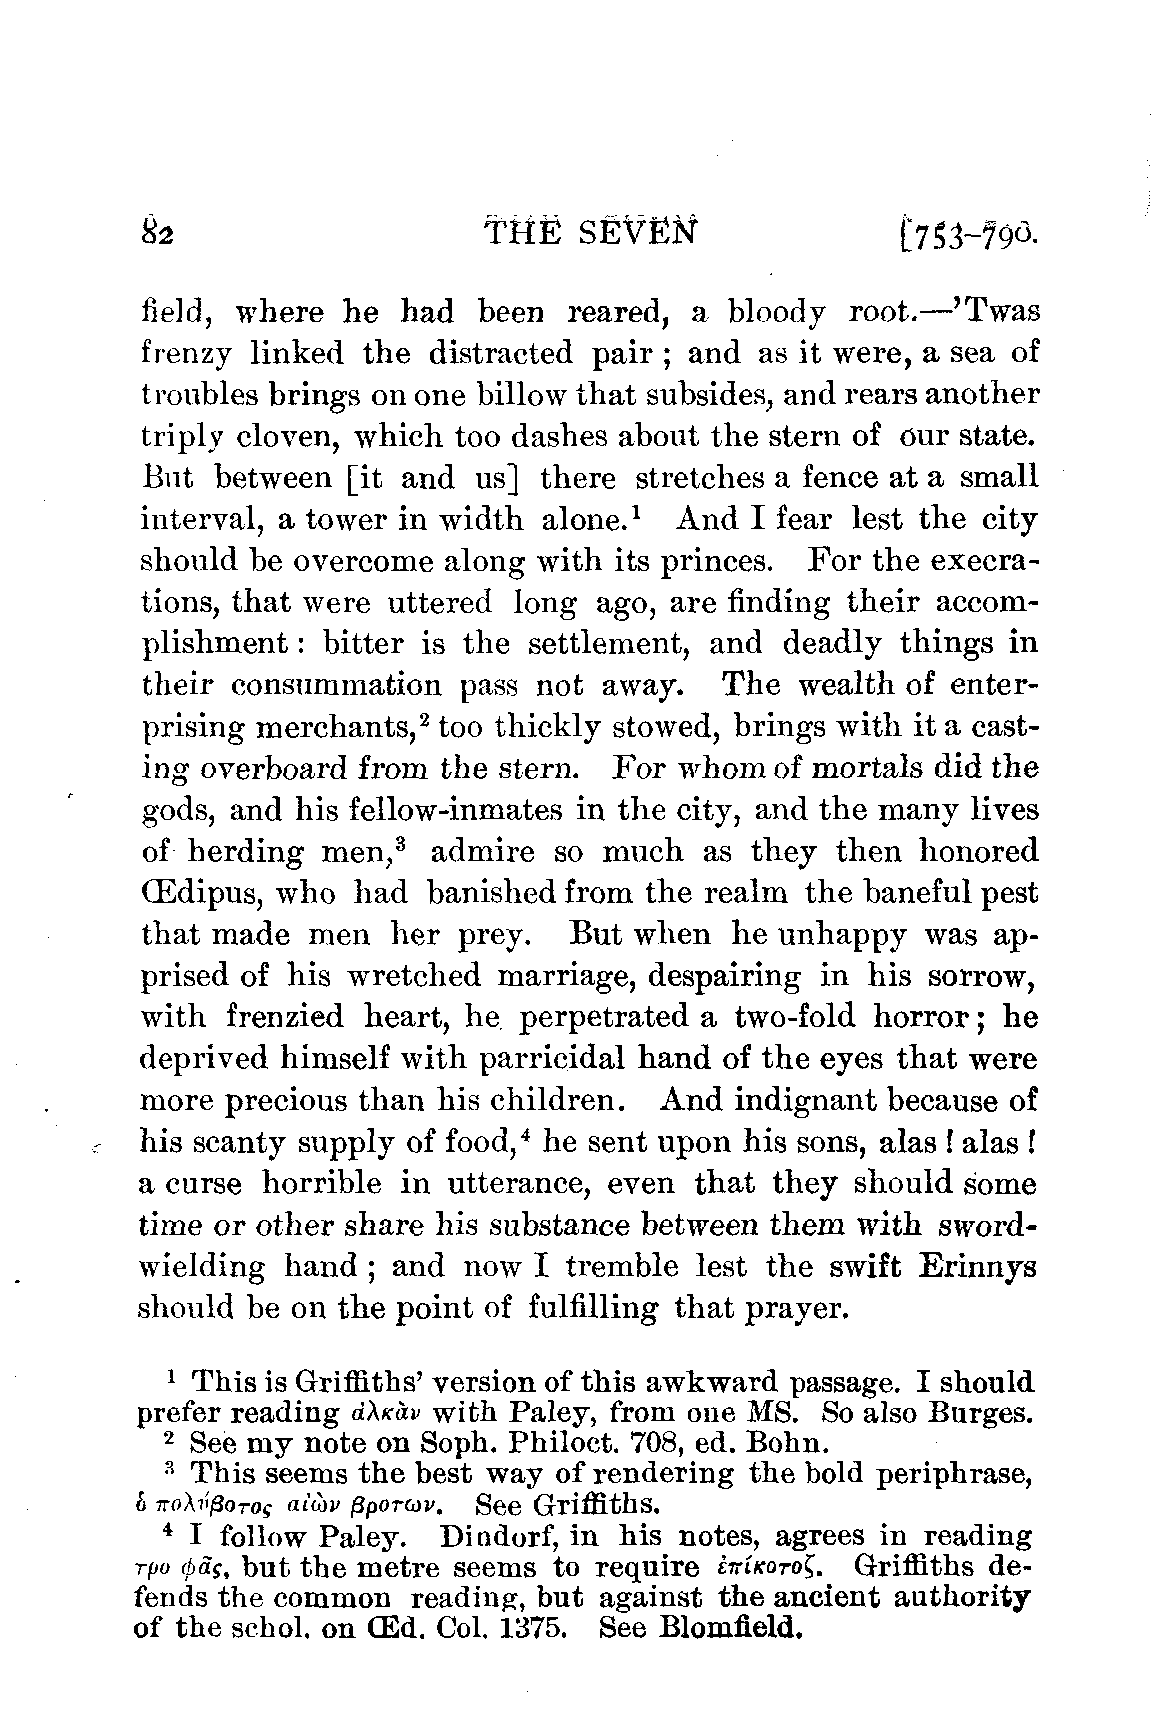 82 THE SEVEN [753–790.
field, where he had been reared, a bloody root.—'Twas
frenzy linked the distracted pair ; and as it were, a sea of
troubles brings on one billow that subsides, and rears another
triply cloven, which too dashes about the stern of our state.
But between [it and us] there stretches a fence at a small
interval, a tower in width alone.¹ And I fear lest the city
should be overcome along with its princes. For the execra-
tions, that were uttered long ago, are finding their accom-
plishment : bitter is the settlement, and deadly things in
their consummation pass not away. The wealth of enter-
prising merchants,² too thickly stowed, brings with it a cast-
ing overboard from the stern. For whom of mortals did the
gods, and his fellow-inmates in the city, and the many lives
of herding men,³ admire so much as they then honored
Œdipus, who had banished from the realm the baneful pest
that made men her prey. But when he unhappy was ap-
prised of his wretched marriage, despairing in his sorrow,
with frenzied heart, he perpetrated a two-fold horror ; he
deprived himself with parricidal hand of the eyes that were
more precious than his children. And indignant because of
his scanty supply of food,⁴ he sent upon his sons, alas ! alas !
a curse horrible in utterance, even that they should some
time or other share his substance between them with sword-
wielding hand ; and now I tremble lest the swift Erinnys
should be on the point of fulfilling that prayer.
¹ This is Griffiths' version of this awkward passage. I should
prefer reading ἀλκὰν with Paley, from one MS. So also Burges.
² See my note on Soph. Philoct. 708, ed. Bohn.
³ This seems the best way of rendering the bold periphrase,
ὁ πολύβοτος αἰὼν βροτων. See Griffiths.
⁴ I follow Paley. Dindorf, in his notes, agrees in reading
τρο φᾶς, but the metre seems to require ἐπίκοτοζ. Griffiths de-
fends the common reading, but against the ancient authority
of the schol. on Œd. Col. 1375. See Blomfield.